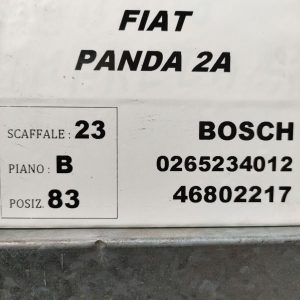 FIAT
PANDA 2A
SCAFFALE : 23
PIANO : B
POSIZ. 83
BOSCH
0265234012
46802217